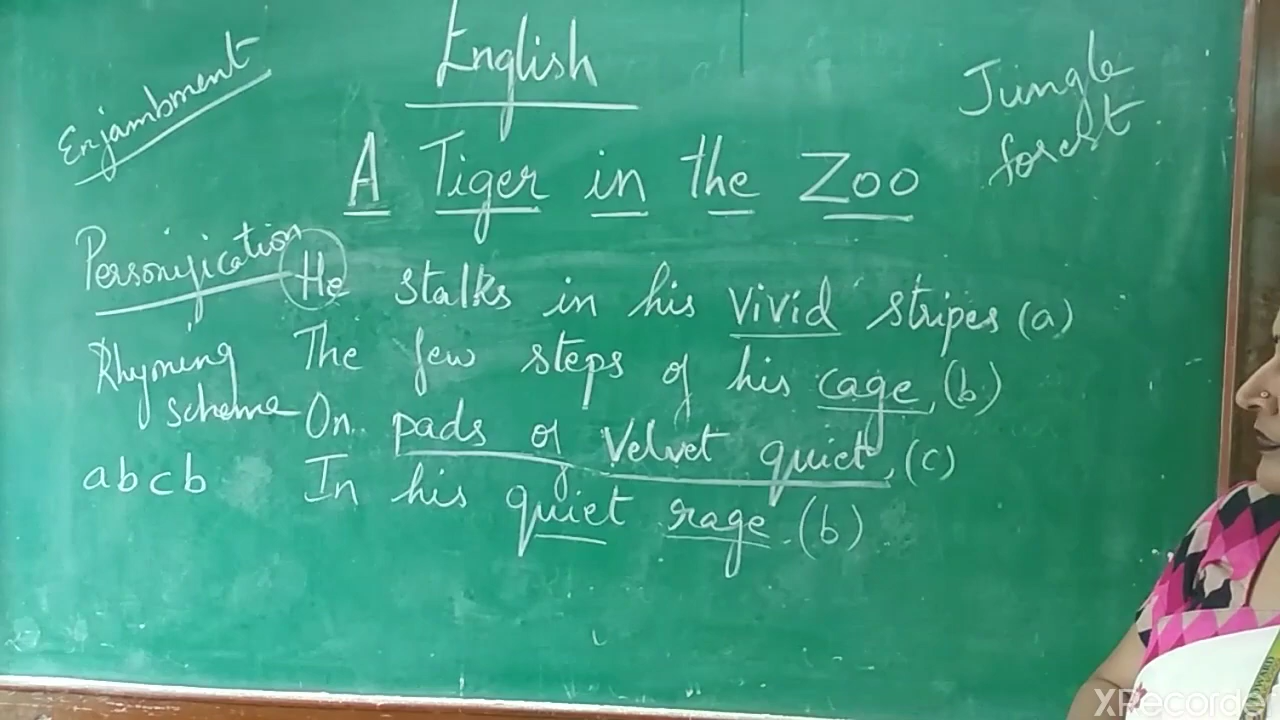 English
Enjambment
Jungle
forest
A Tiger in the Zoo
Personification
He stalks in his vivid stripes (a)
The few steps of his cage, (b)
Rhyming
scheme
On pads of velvet quiet, (c)
abcb
In his quiet rage. (b)
XRecorder